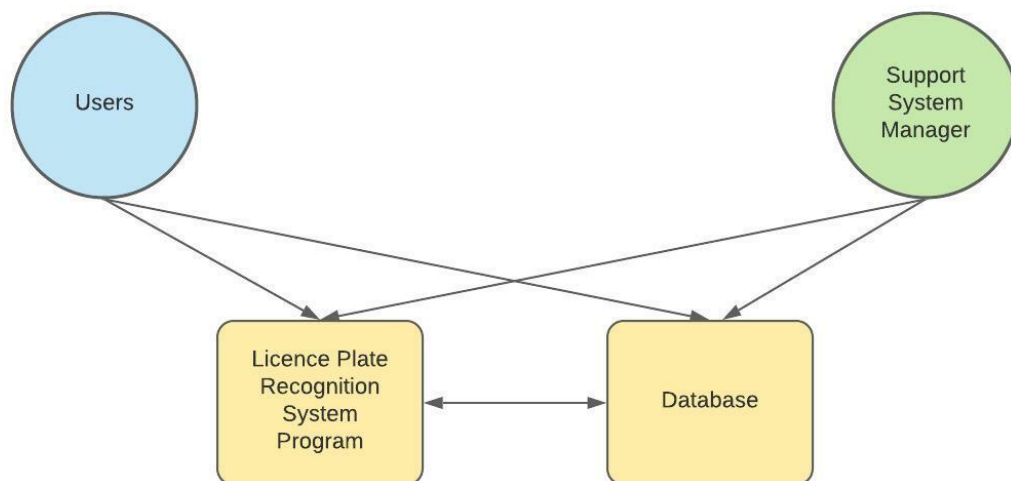 Users
Support
System
Manager
Licence Plate
Recognition
System
Program
Database